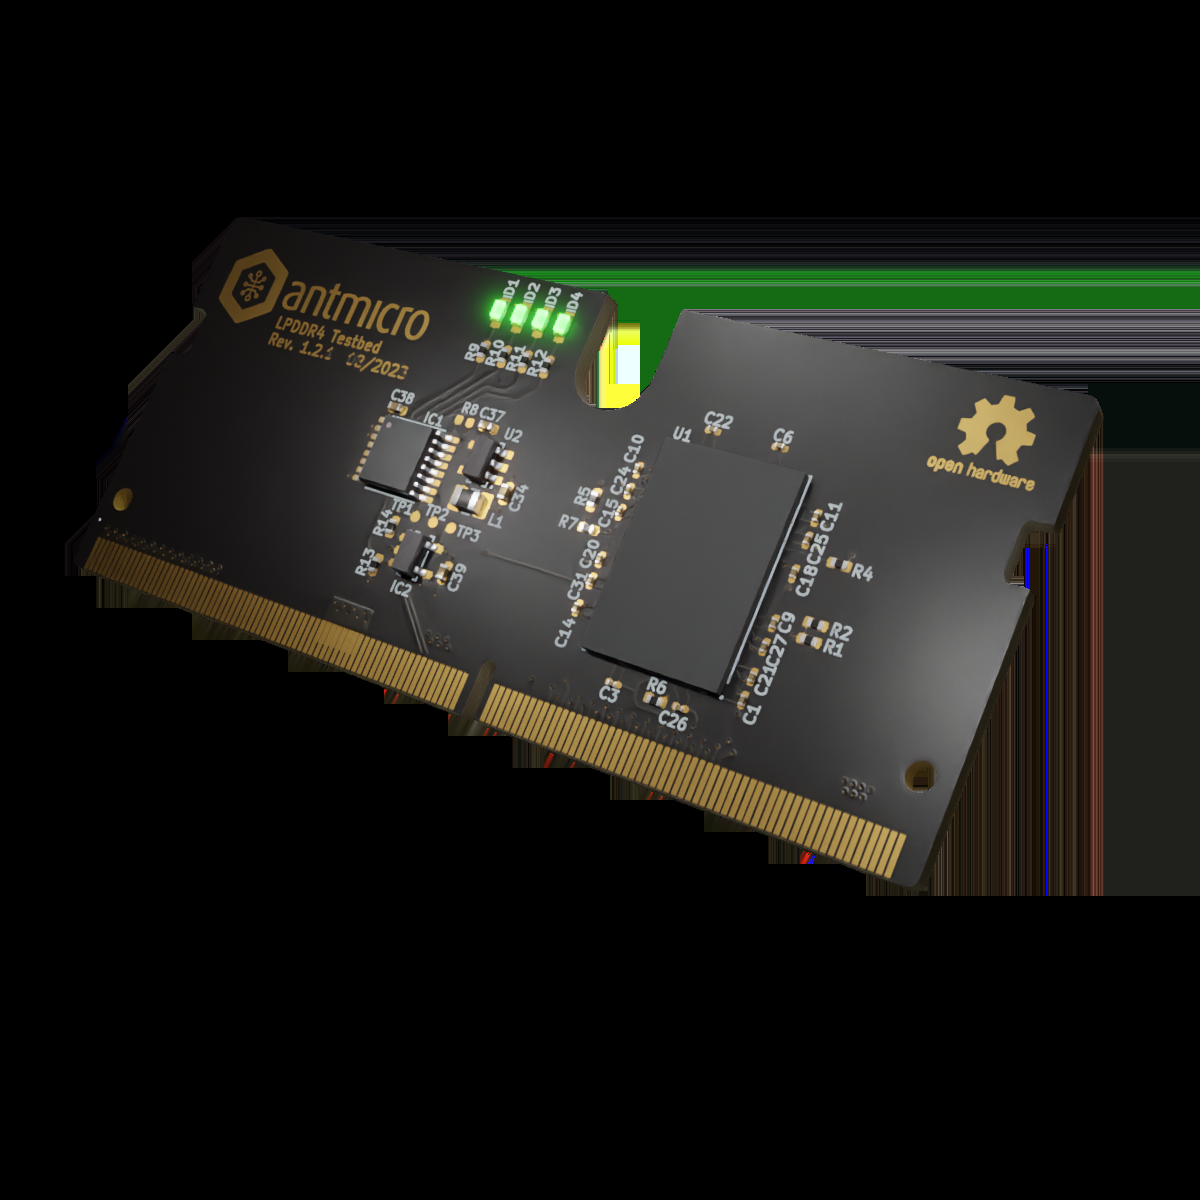 antmicro
LPDDR4 Testbed
Rev. 1.2.1 03/2023
D1
D2
D3
D4
R9
R10
R11
R12
C38
IC1
R8
C37
U2
C34
L1
TP1
TP2
TP3
R14
R13
IC2
C39
U1
C22
C6
C10
C24
C15
R5
R7
C20
C31
C14
C11
C25
C18
R4
C9
R2
R1
C27
C21
C1
C3
R6
C26
open hardware